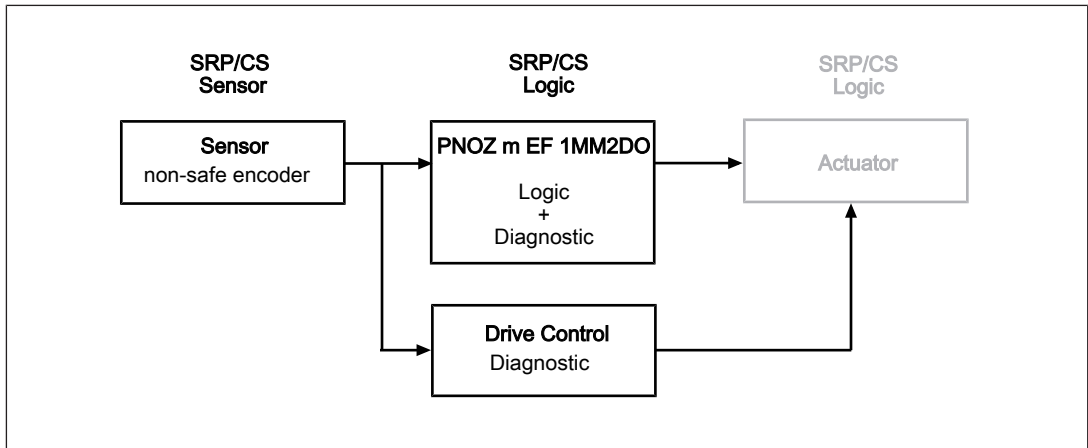 SRP/CS
Sensor
SRP/CS
Logic
SRP/CS
Logic
Sensor
non-safe encoder
PNOZ m EF 1MM2DO
Logic
+
Diagnostic
Actuator
Drive Control
Diagnostic